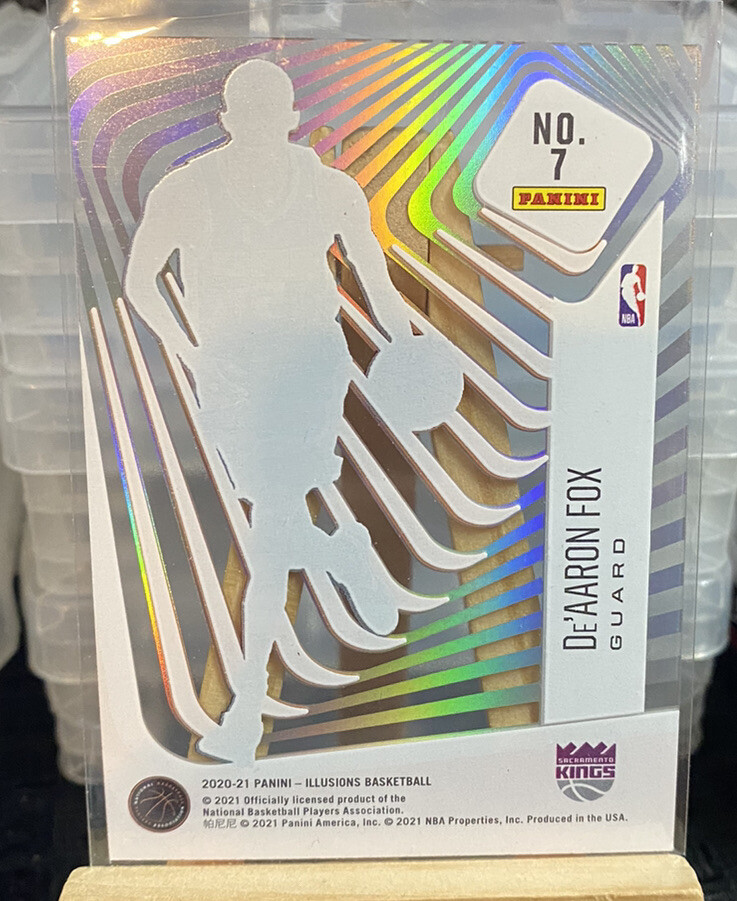 NO.
7
PANINI
NBA
DE'AARON FOX
GUARD
SACRAMENTO
KINGS
2020-21 PANINI – ILLUSIONS BASKETBALL
© 2021 Officially licensed product of the
National Basketball Players Association.
帕尼尼 © 2021 Panini America, Inc. © 2021 NBA Properties, Inc. Produced in the USA.